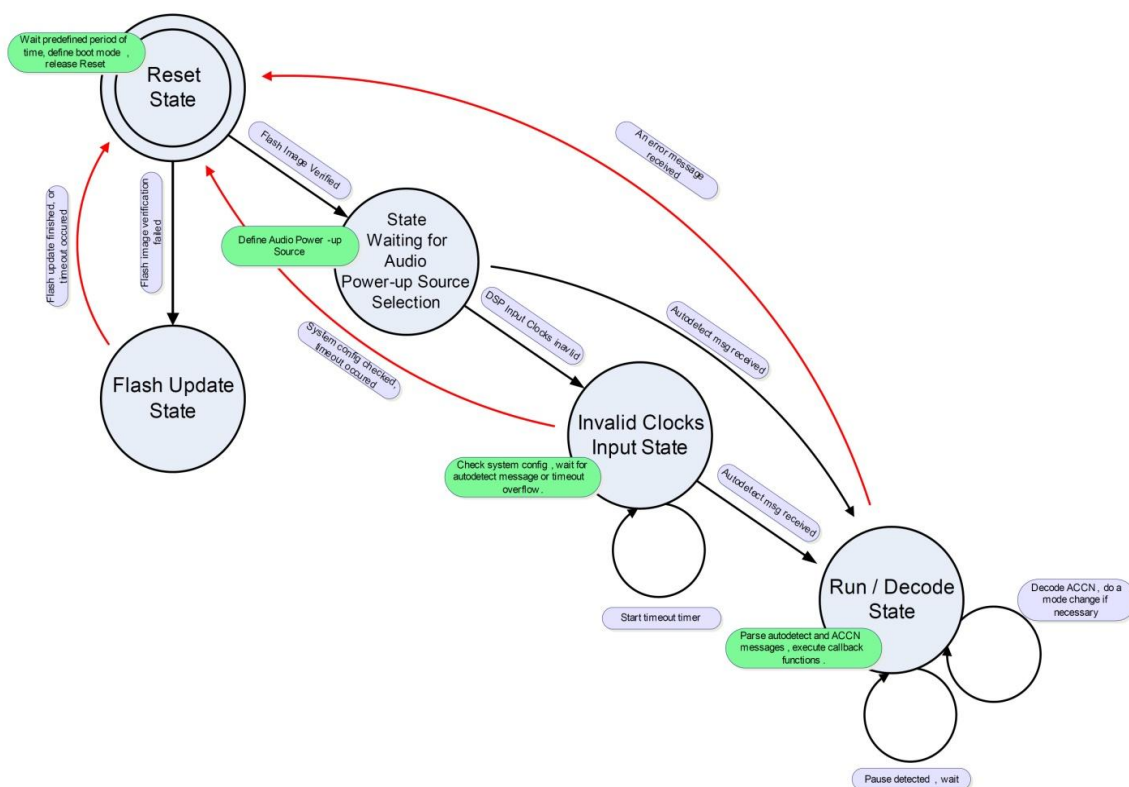 Wait predefined period of
time, define boot mode ,
release Reset
Reset
State
Flash Image Verified
An error message
received
Flash update finished, or
timeout occured
Flash image verification
failed
State
Waiting for
Audio
Power-up Source
Selection
Define Audio Power -up
Source
DSP Input Clocks inavlid
Autodetect msg received
System config checked,
timeout occured
Flash Update
State
Invalid Clocks
Input State
Check system config , wait for
autodetect message or timeout
overflow .
Autodetect msg received
Start timeout timer
Run / Decode
State
Decode ACCN , do a
mode change if
necessary
Parse autodetect and ACCN
messages , execute callback
functions .
Pause detected , wait